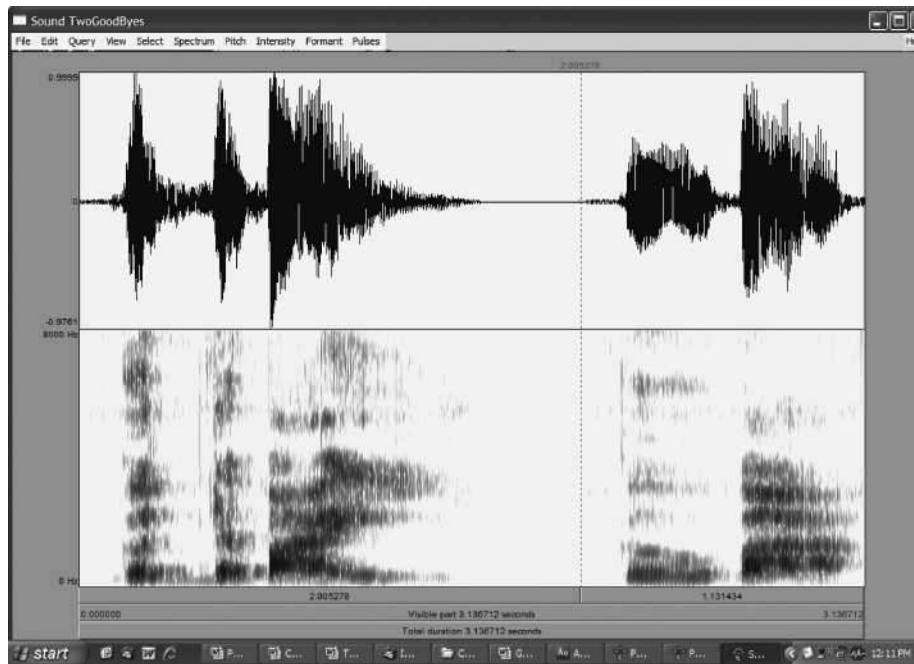 Sound TwoGoodByes
File Edit Query View Select Spectrum Pitch Intensity Formant Pulses
2.005278
0.9995
0
-0.9761
8000 Hz
0 Hz
2.005278 1.131434
0.000000 Visible part 3.136712 seconds 3.136712
Total duration 3.136712 seconds
start P... C... T... I... C... G... A... P... P... S... 12:11 PM